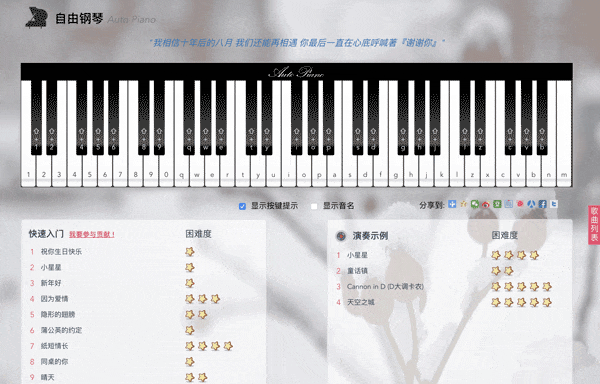 自由钢琴 Auto Piano
"我相信十年后的八月 我们还能再相遇 你最后一直在心底呼喊著『谢谢你』"
Auto Piano
1 2 4 5 6 8 9 q w e t y i o p s d g h j l z c v b
1 2 3 4 5 6 7 8 9 0 q w e r t y u i o p a s d f g h j k l z x c v b n m
显示按键提示 显示音名 分享到:
歌曲列表
快速入门 我要参与贡献! 困难度
1 祝你生日快乐
2 小星星
3 新年好
4 因为爱情
5 隐形的翅膀
6 蒲公英的约定
7 纸短情长
8 同桌的你
9 晴天
演奏示例 困难度
1 小星星
2 童话镇
3 Cannon in D (D大调卡农)
4 天空之城